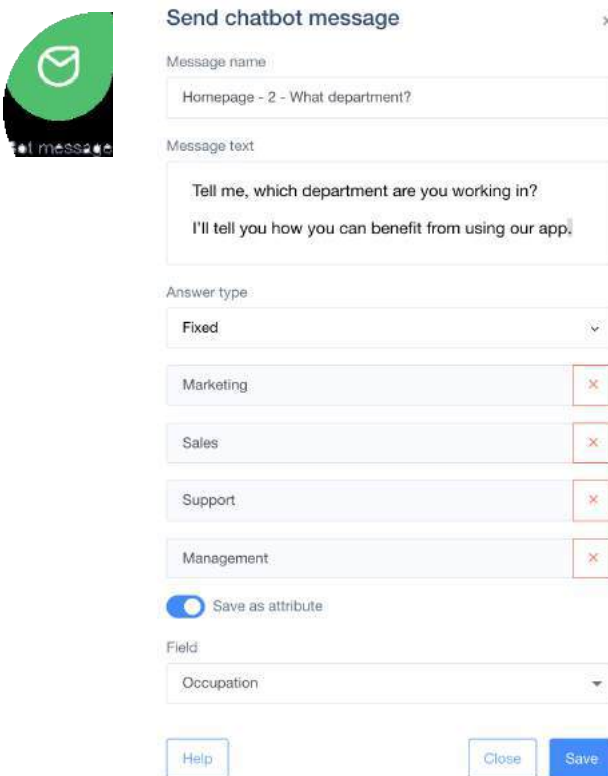 Send chatbot message
Message name
Homepage - 2 - What department?
Message text
Tell me, which department are you working in?
I'll tell you how you can benefit from using our app.
Answer type
Fixed
Marketing
Sales
Support
Management
Save as attribute
Field
Occupation
Help
Close
Save
message